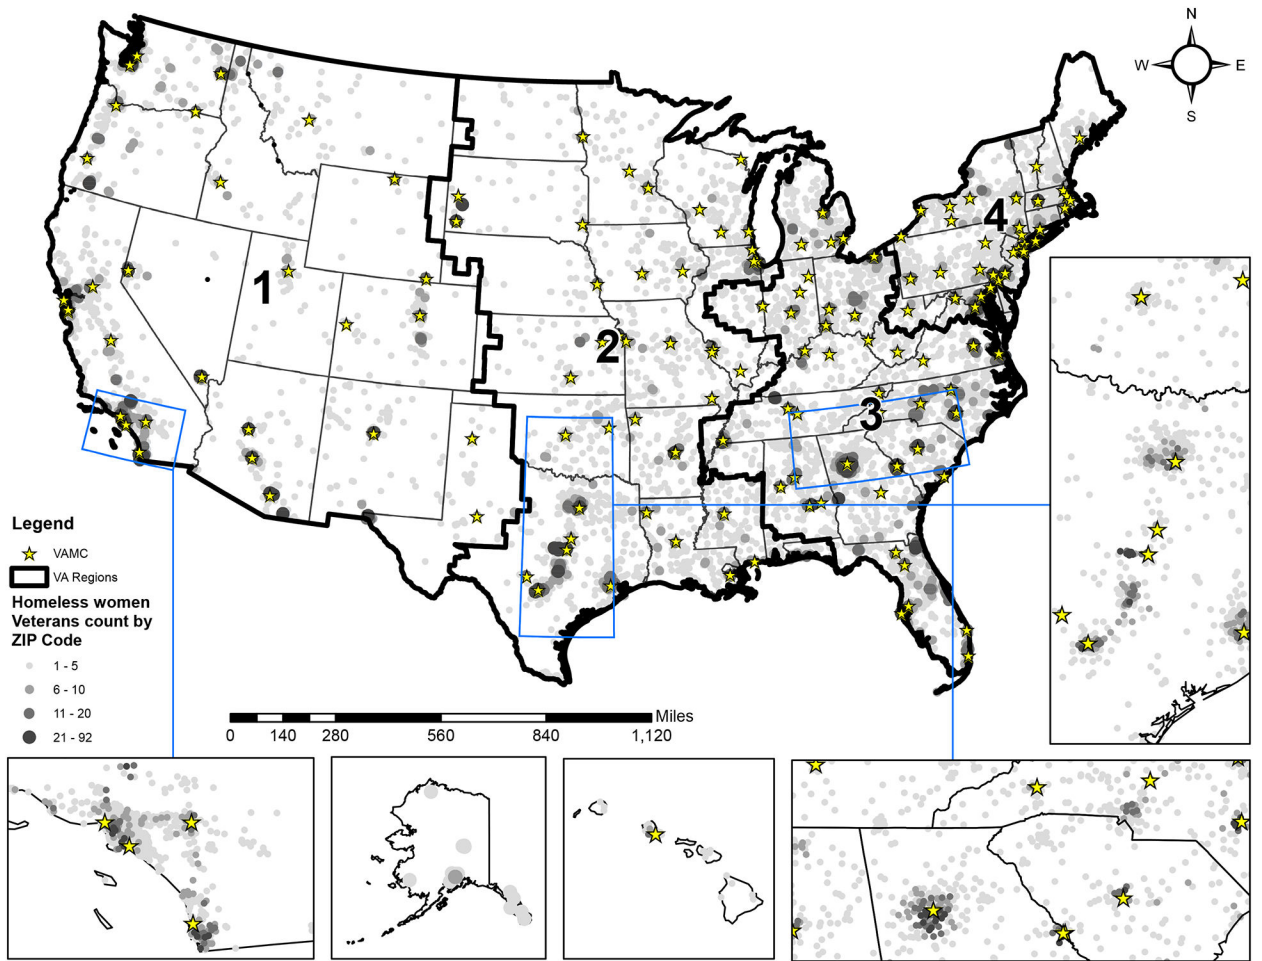 N
W E
S
4
1
2
3
Legend
VAMC
VA Regions
Homeless women
Veterans count by
ZIP Code
1 - 5
6 - 10
11 - 20
21 - 92
Miles
0 140 280 560 840 1,120